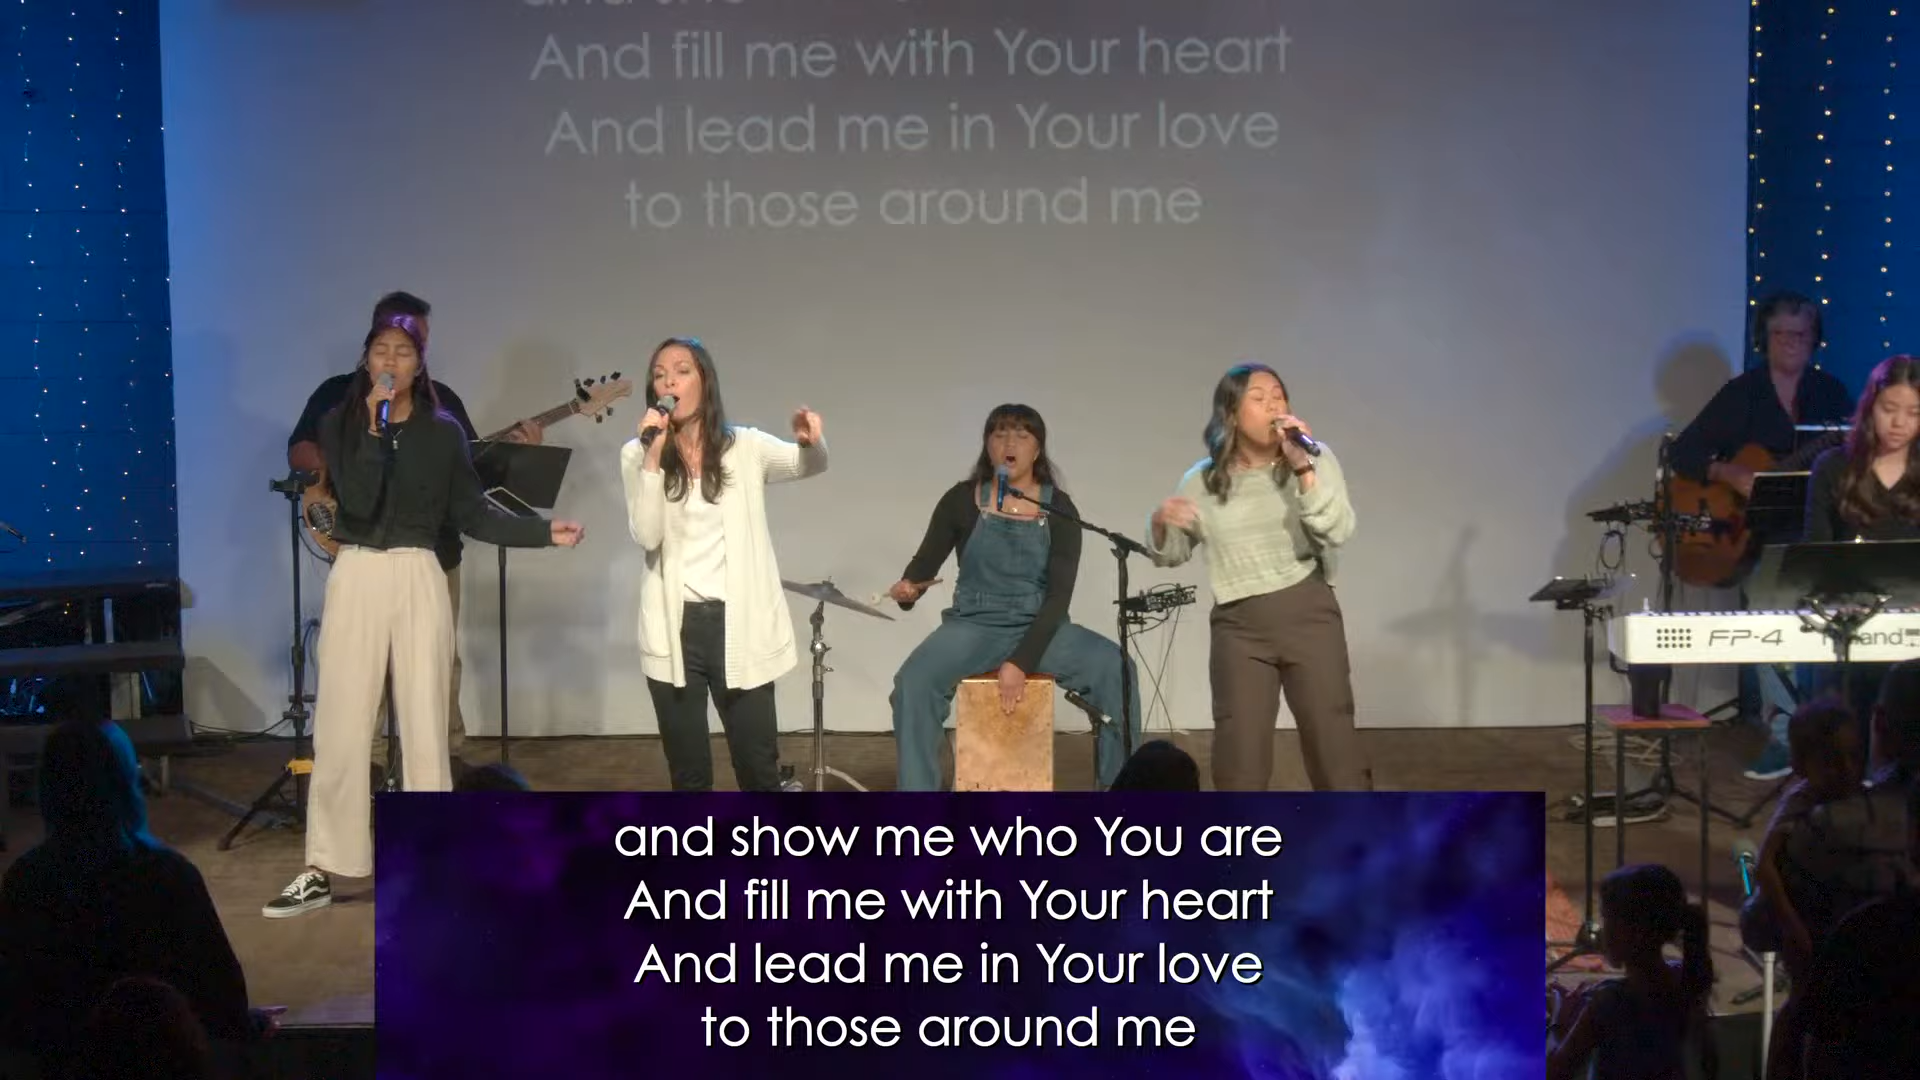 And fill me with Your heart
And lead me in Your love
to those around me
FP-4
Roland
and show me who You are
And fill me with Your heart
And lead me in Your love
to those around me